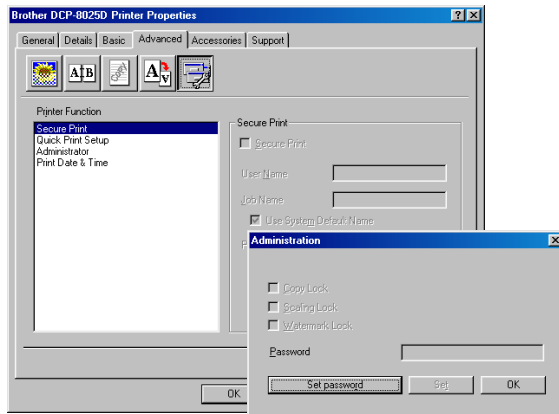 Brother DCP-8025D Printer Properties
General Details Basic Advanced Accessories Support
Printer Function
Secure Print
Quick Print Setup
Administrator
Print Date & Time
Secure Print
Secure Print
User Name
Job Name
Use System Default Name
OK
Administration
Copy Lock
Scaling Lock
Watermark Lock
Password
Set password Set OK